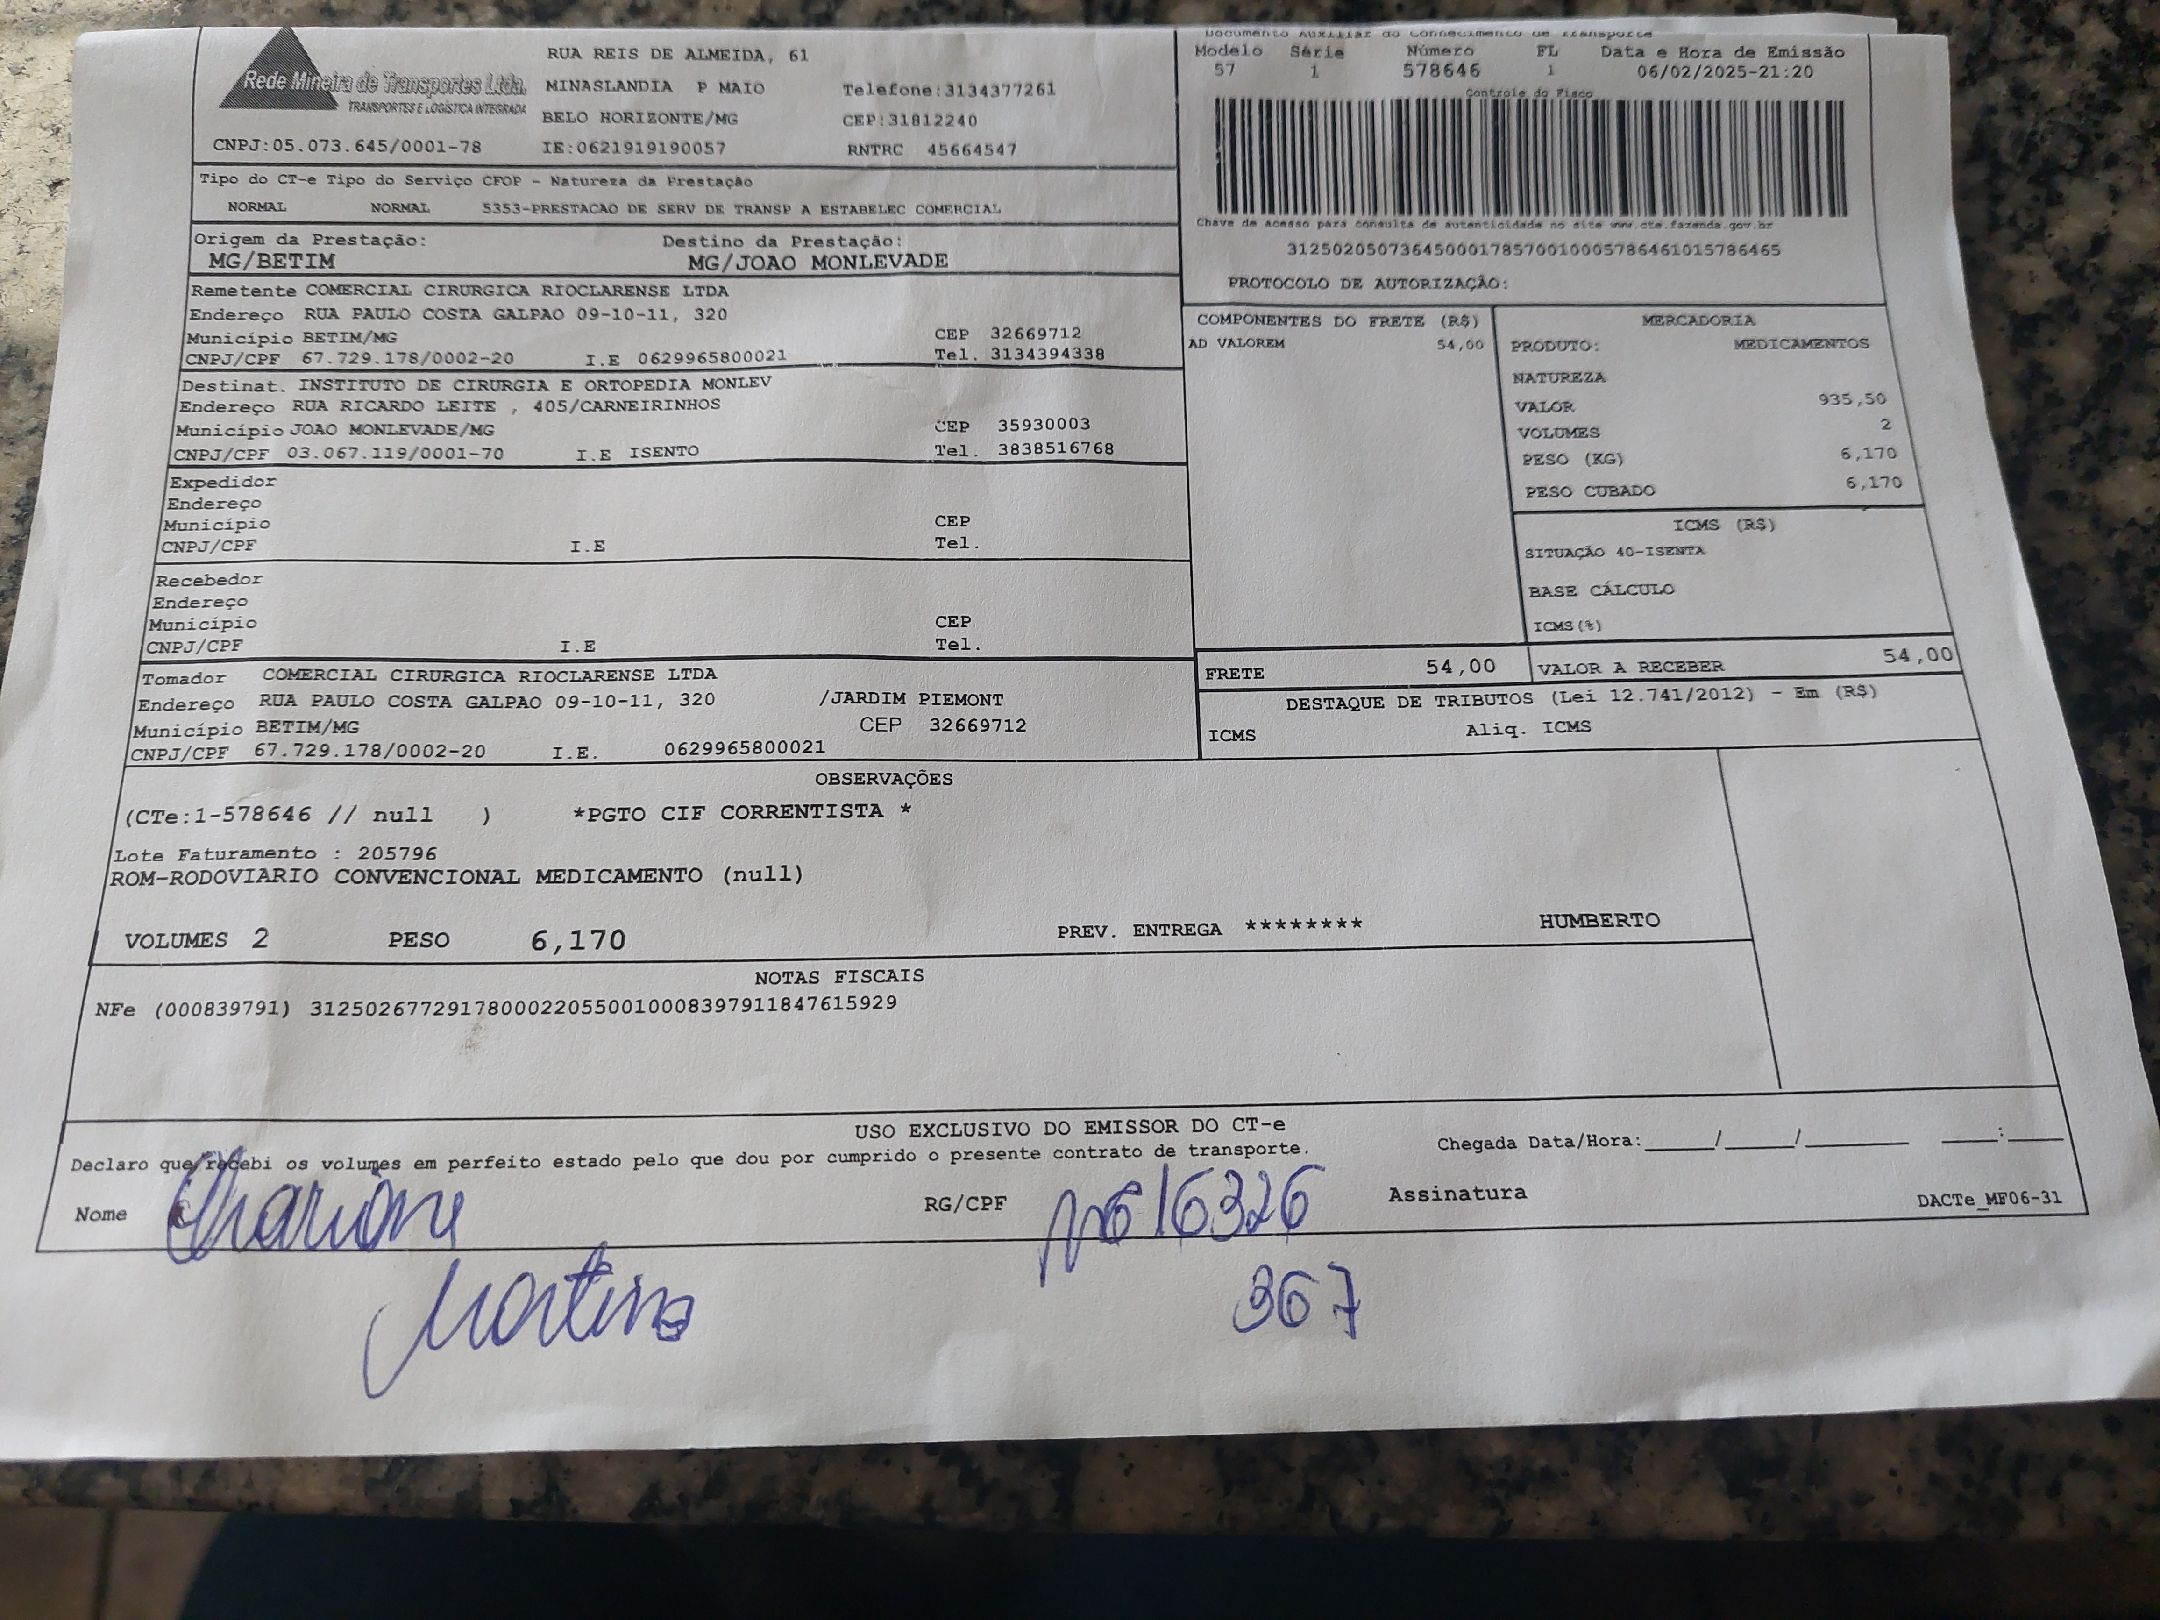 Rede Mineira de Transportes Ltda.
TRANSPORTES E LOGÍSTICA INTEGRADA
CNPJ:05.073.645/0001-78
RUA REIS DE ALMEIDA, 61
MINASLANDIA P MAIO Telefone:3134377261
BELO HORIZONTE/MG CEP:31812240
IE:0621919190057 RNTRC 45664547
Documento Auxiliar do Conhecimento de Transporte
Modelo Série Número FL Data e Hora de Emissão
57 1 578646 1 06/02/2025-21:20
Controle do Fisco
Chave de acesso para consulta de autenticidade no site www.cte.fazenda.gov.br
31250205073645000178570010005786461015786465
PROTOCOLO DE AUTORIZAÇÃO:
Tipo do CT-e Tipo do Serviço CFOP - Natureza da Prestação
NORMAL NORMAL 5353-PRESTACAO DE SERV DE TRANSP A ESTABELEC COMERCIAL
Origem da Prestação: Destino da Prestação:
MG/BETIM MG/JOAO MONLEVADE
Remetente COMERCIAL CIRURGICA RIOCLARENSE LTDA
Endereço RUA PAULO COSTA GALPAO 09-10-11, 320
Município BETIM/MG CEP 32669712
CNPJ/CPF 67.729.178/0002-20 I.E 0629965800021 Tel. 3134394338
Destinat. INSTITUTO DE CIRURGIA E ORTOPEDIA MONLEV
Endereço RUA RICARDO LEITE , 405/CARNEIRINHOS
Município JOAO MONLEVADE/MG CEP 35930003
CNPJ/CPF 03.067.119/0001-70 I.E ISENTO Tel. 3838516768
Expedidor
Endereço
Município CEP
CNPJ/CPF I.E Tel.
Recebedor
Endereço
Município CEP
CNPJ/CPF I.E Tel.
Tomador COMERCIAL CIRURGICA RIOCLARENSE LTDA
Endereço RUA PAULO COSTA GALPAO 09-10-11, 320 /JARDIM PIEMONT
Município BETIM/MG CEP 32669712
CNPJ/CPF 67.729.178/0002-20 I.E. 0629965800021
COMPONENTES DO FRETE (R$)
AD VALOREM 54,00
MERCADORIA
PRODUTO: MEDICAMENTOS
NATUREZA
VALOR 935,50
VOLUMES 2
PESO (KG) 6,170
PESO CUBADO 6,170
ICMS (R$)
SITUAÇÃO 40-ISENTA
BASE CÁLCULO
ICMS(%)
FRETE 54,00 VALOR A RECEBER 54,00
DESTAQUE DE TRIBUTOS (Lei 12.741/2012) - Em (R$)
ICMS Aliq. ICMS
OBSERVAÇÕES
(CTe:1-578646 // null ) *PGTO CIF CORRENTISTA *
Lote Faturamento : 205796
ROM-RODOVIARIO CONVENCIONAL MEDICAMENTO (null)
VOLUMES 2 PESO 6,170 PREV. ENTREGA ******** HUMBERTO
NOTAS FISCAIS
NFe (000839791) 31250267729178000220550010008397911847615929
USO EXCLUSIVO DO EMISSOR DO CT-e
Declaro que recebi os volumes em perfeito estado pelo que dou por cumprido o presente contrato de transporte. Chegada Data/Hora:_____/_____/_______ ___:____
Nome RG/CPF 16326 Assinatura DACTe_MF06-31
Martins 367